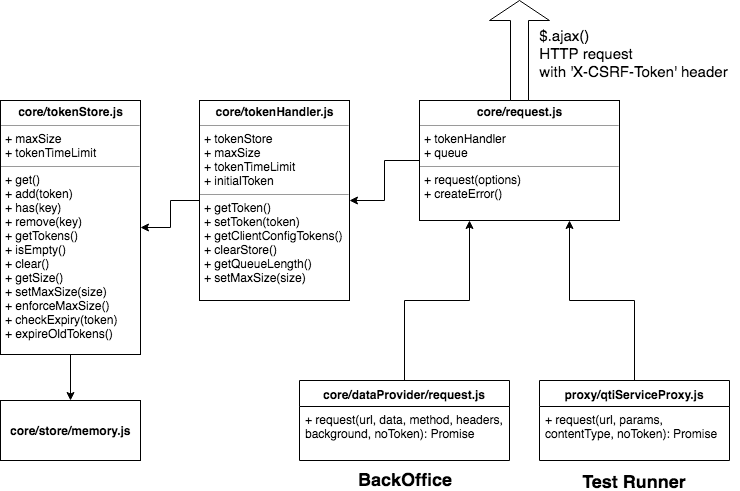 $.ajax()
HTTP request
with 'X-CSRF-Token' header
core/tokenStore.js
+ maxSize
+ tokenTimeLimit
+ get()
+ add(token)
+ has(key)
+ remove(key)
+ getTokens()
+ isEmpty()
+ clear()
+ getSize()
+ setMaxSize(size)
+ enforceMaxSize()
+ checkExpiry(token)
+ expireOldTokens()
core/tokenHandler.js
+ tokenStore
+ maxSize
+ tokenTimeLimit
+ initialToken
+ getToken()
+ setToken(token)
+ getClientConfigTokens()
+ clearStore()
+ getQueueLength()
+ setMaxSize(size)
core/request.js
+ tokenHandler
+ queue
+ request(options)
+ createError()
core/store/memory.js
core/dataProvider/request.js
+ request(url, data, method, headers,
background, noToken): Promise
BackOffice
proxy/qtiServiceProxy.js
+ request(url, params,
contentType, noToken): Promise
Test Runner